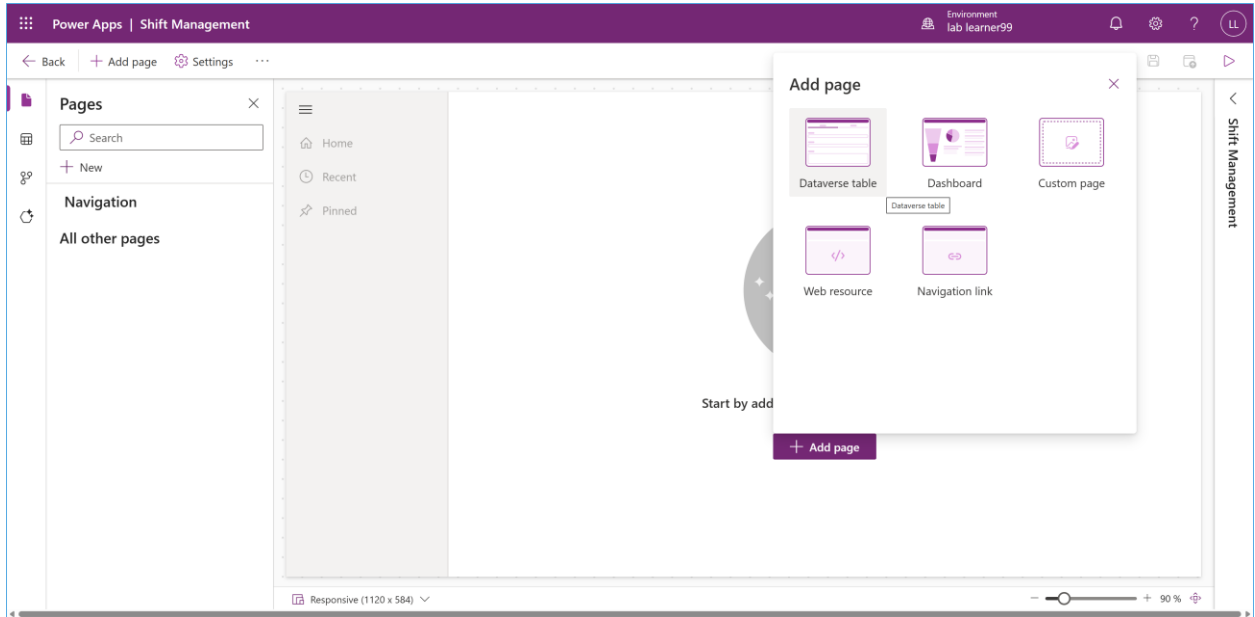 Power Apps | Shift Management
Environment
lab learner99
?
LL
Back
+ Add page
Settings
...
Pages
Search
+ New
Navigation
All other pages
Home
Recent
Pinned
Add page
Dataverse table
Dashboard
Custom page
Dataverse table
Web resource
Navigation link
Start by add
+ Add page
Shift Management
Responsive (1120 x 584)
90 %